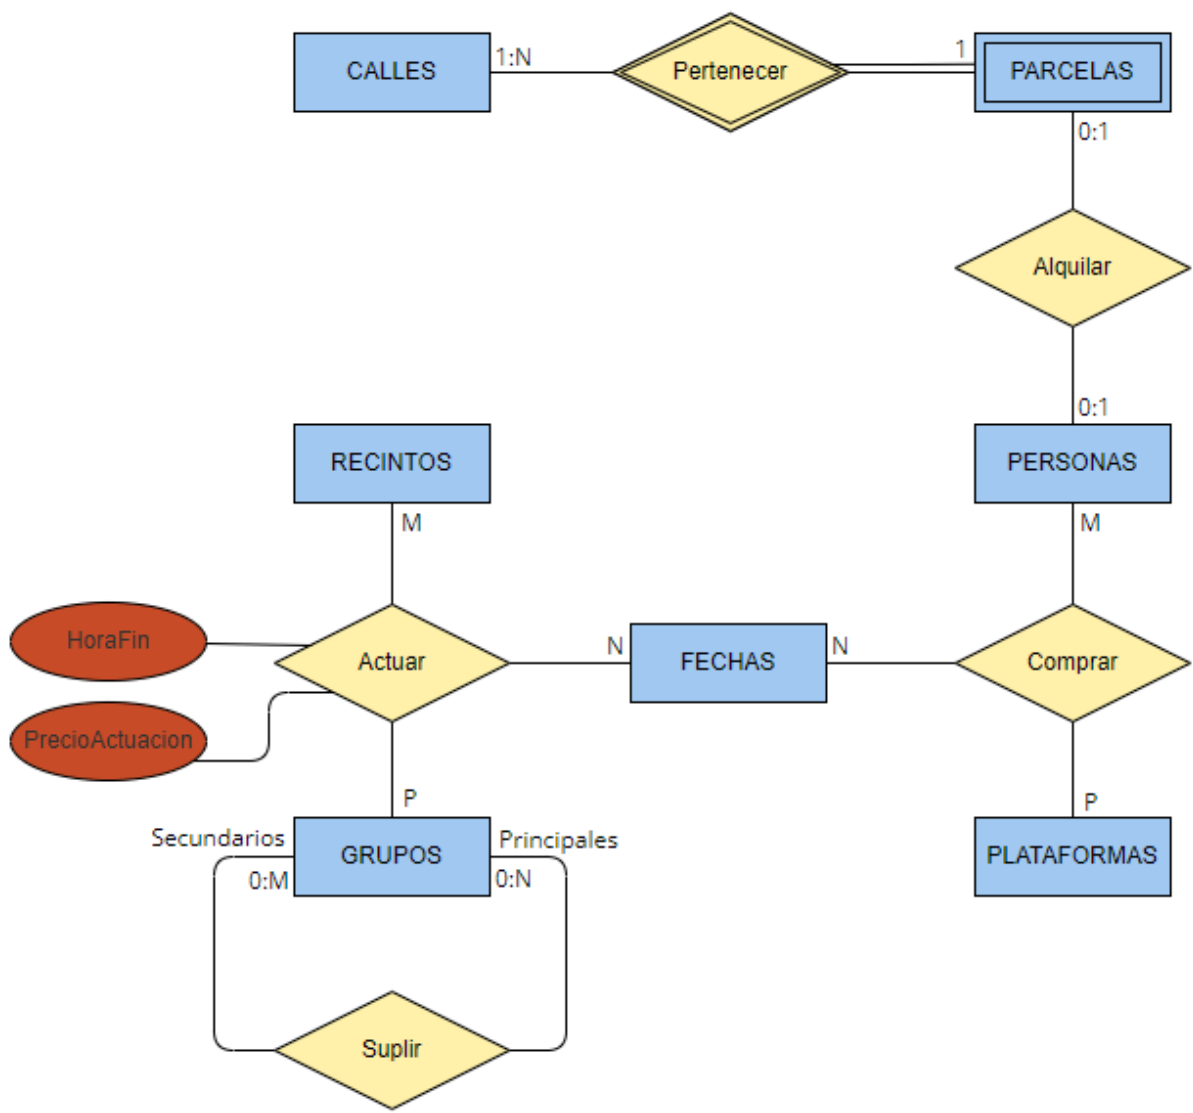 CALLES
1:N
Pertenecer
1
PARCELAS
0:1
Alquilar
0:1
RECINTOS
PERSONAS
M
M
HoraFin
Actuar
N
FECHAS
N
Comprar
PrecioActuacion
P
P
Secundarios
Principales
GRUPOS
PLATAFORMAS
0:M
0:N
Suplir